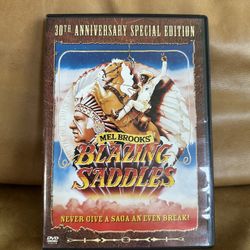 30TH ANNIVERSARY SPECIAL EDITION
MEL BROOKS'
BLAZING
SADDLES
NEVER GIVE A SAGA AN EVEN BREAK!
DVD